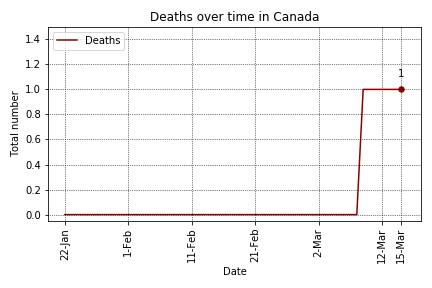 Deaths over time in Canada
Deaths
1
Total number
1.4
1.2
1.0
0.8
0.6
0.4
0.2
0.0
22-Jan
1-Feb
11-Feb
21-Feb
2-Mar
12-Mar
15-Mar
Date